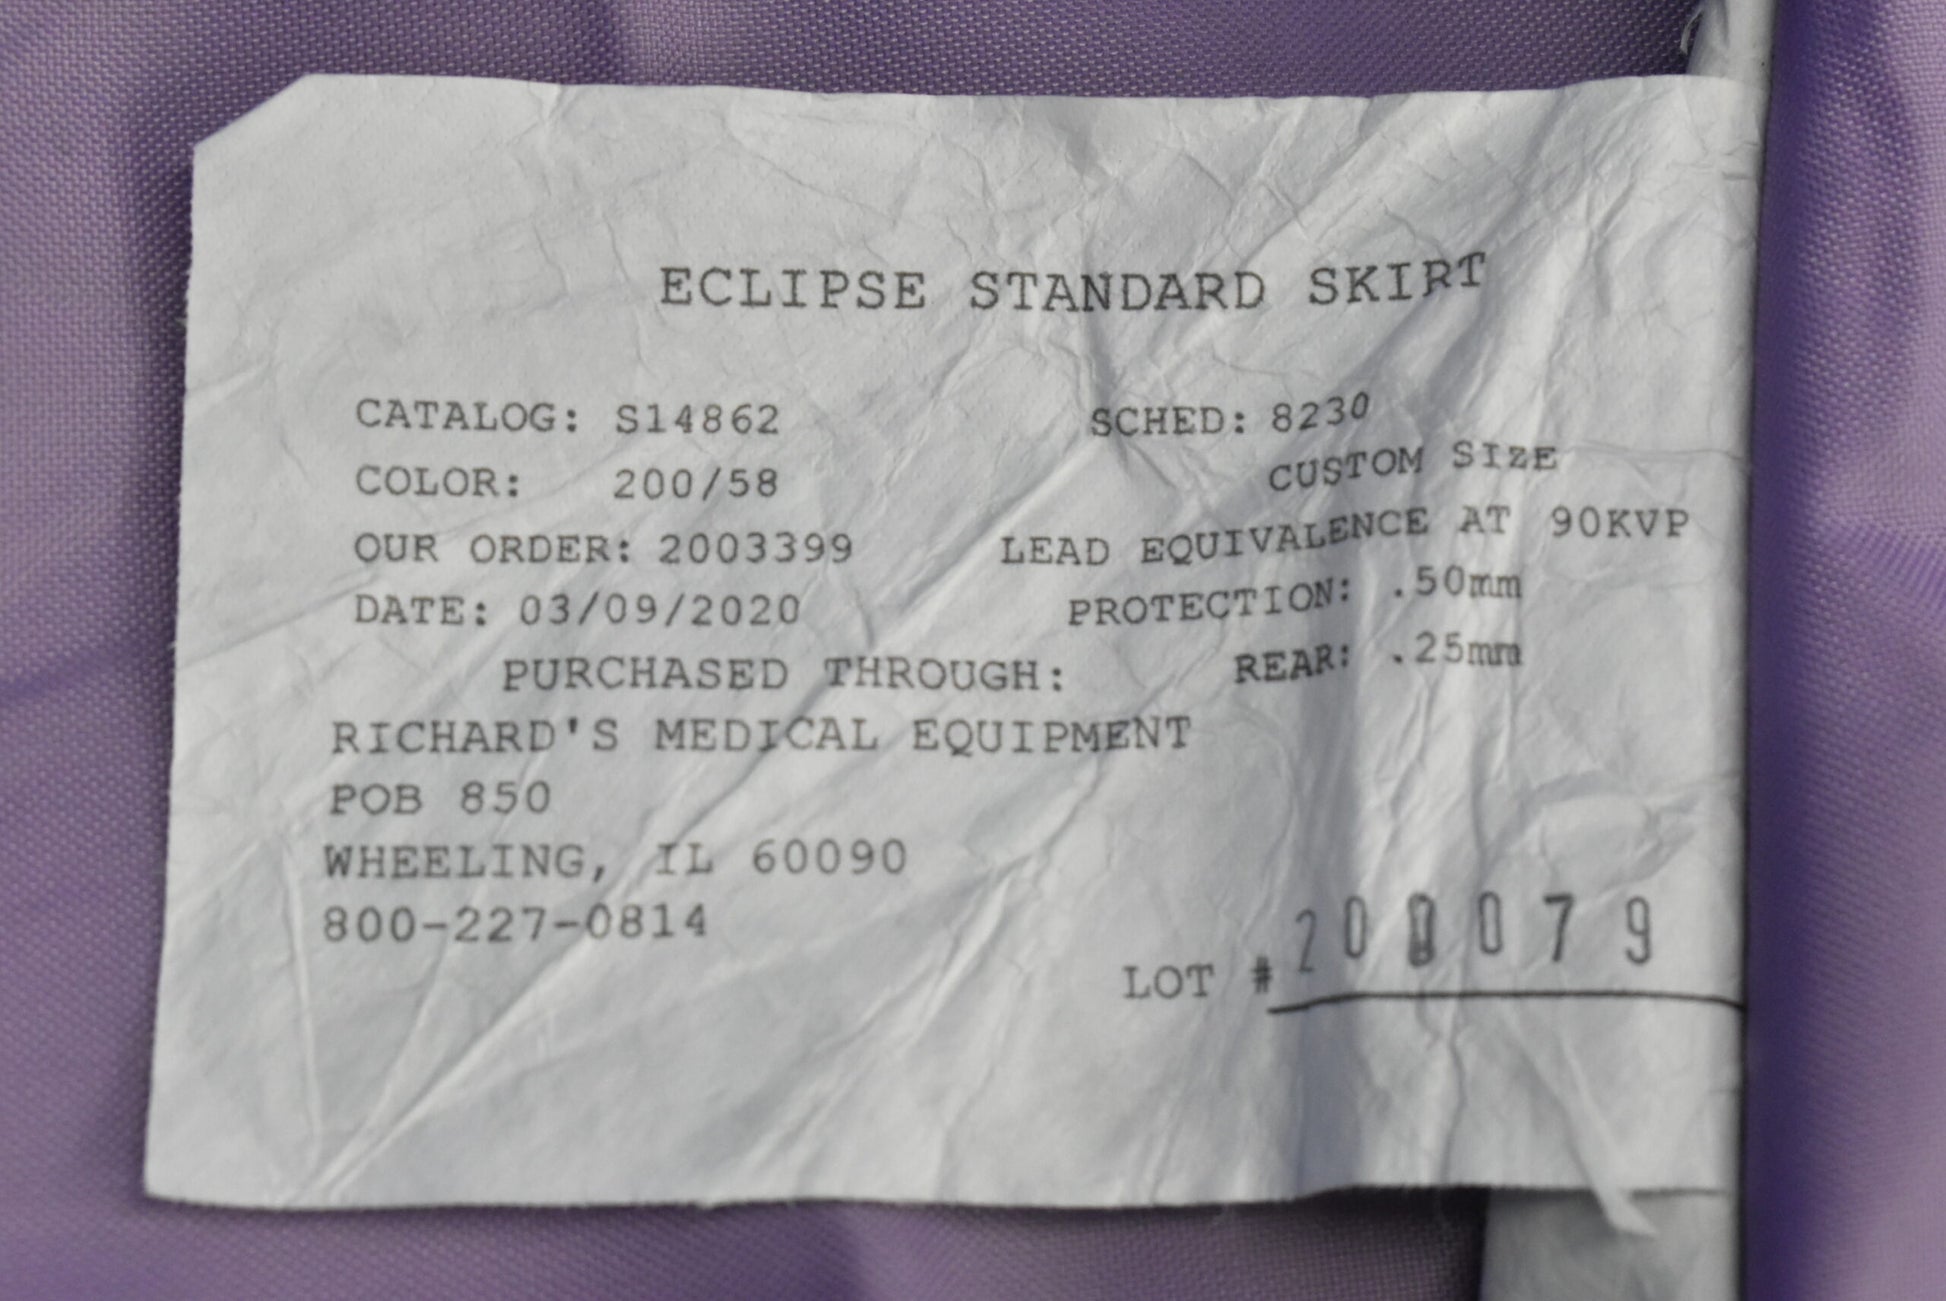 ECLIPSE STANDARD SKIRT
CATALOG: S14862
COLOR: 200/58
OUR ORDER: 2003399
DATE: 03/09/2020
SCHED: 8230
CUSTOM SIZE
LEAD EQUIVALENCE AT 90KVP
PROTECTION: .50mm
REAR: .25mm
PURCHASED THROUGH:
RICHARD'S MEDICAL EQUIPMENT
POB 850
WHEELING, IL 60090
800-227-0814
LOT #